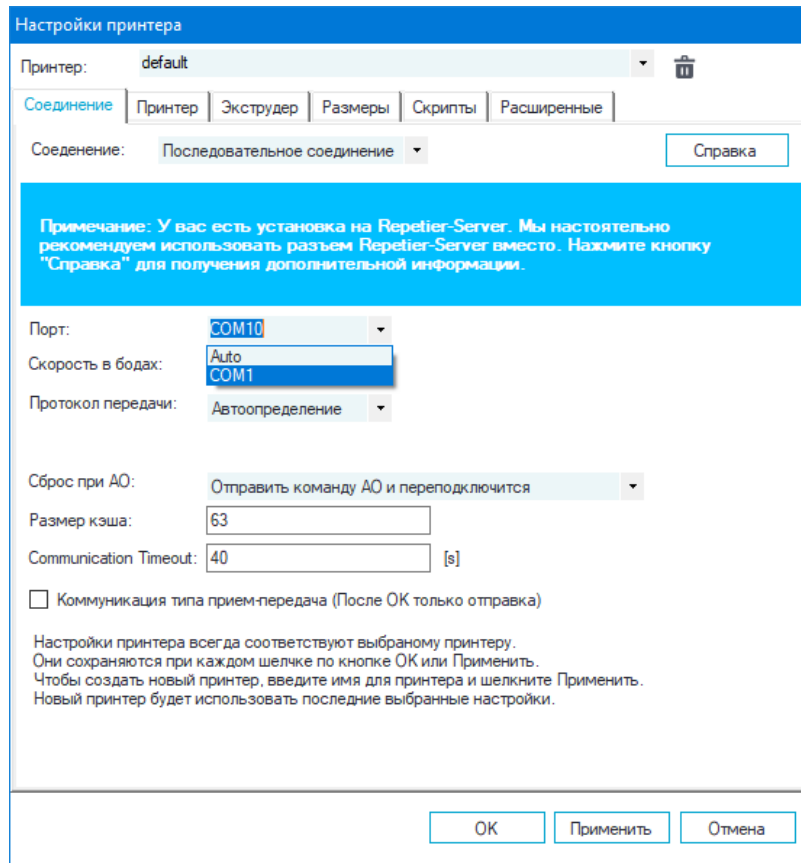 Настройки принтера
Принтер: default
Соединение Принтер Экструдер Размеры Скрипты Расширенные
Соеденение: Последовательное соединение Справка
Примечание: У вас есть установка на Repetier-Server. Мы настоятельно
рекомендуем использовать разъем Repetier-Server вместо. Нажмите кнопку
"Справка" для получения дополнительной информации.
Порт: COM10
Auto
Скорость в бодах: COM1
Протокол передачи: Автоопределение
Сброс при АО: Отправить команду АО и переподключится
Размер кэша: 63
Communication Timeout: 40 [s]
Коммуникация типа прием-передача (После ОК только отправка)
Настройки принтера всегда соответствуют выбраному принтеру.
Они сохраняются при каждом шелчке по кнопке ОК или Применить.
Чтобы создать новый принтер, введите имя для принтера и шелкните Применить.
Новый принтер будет использовать последние выбранные настройки.
ОК Применить Отмена